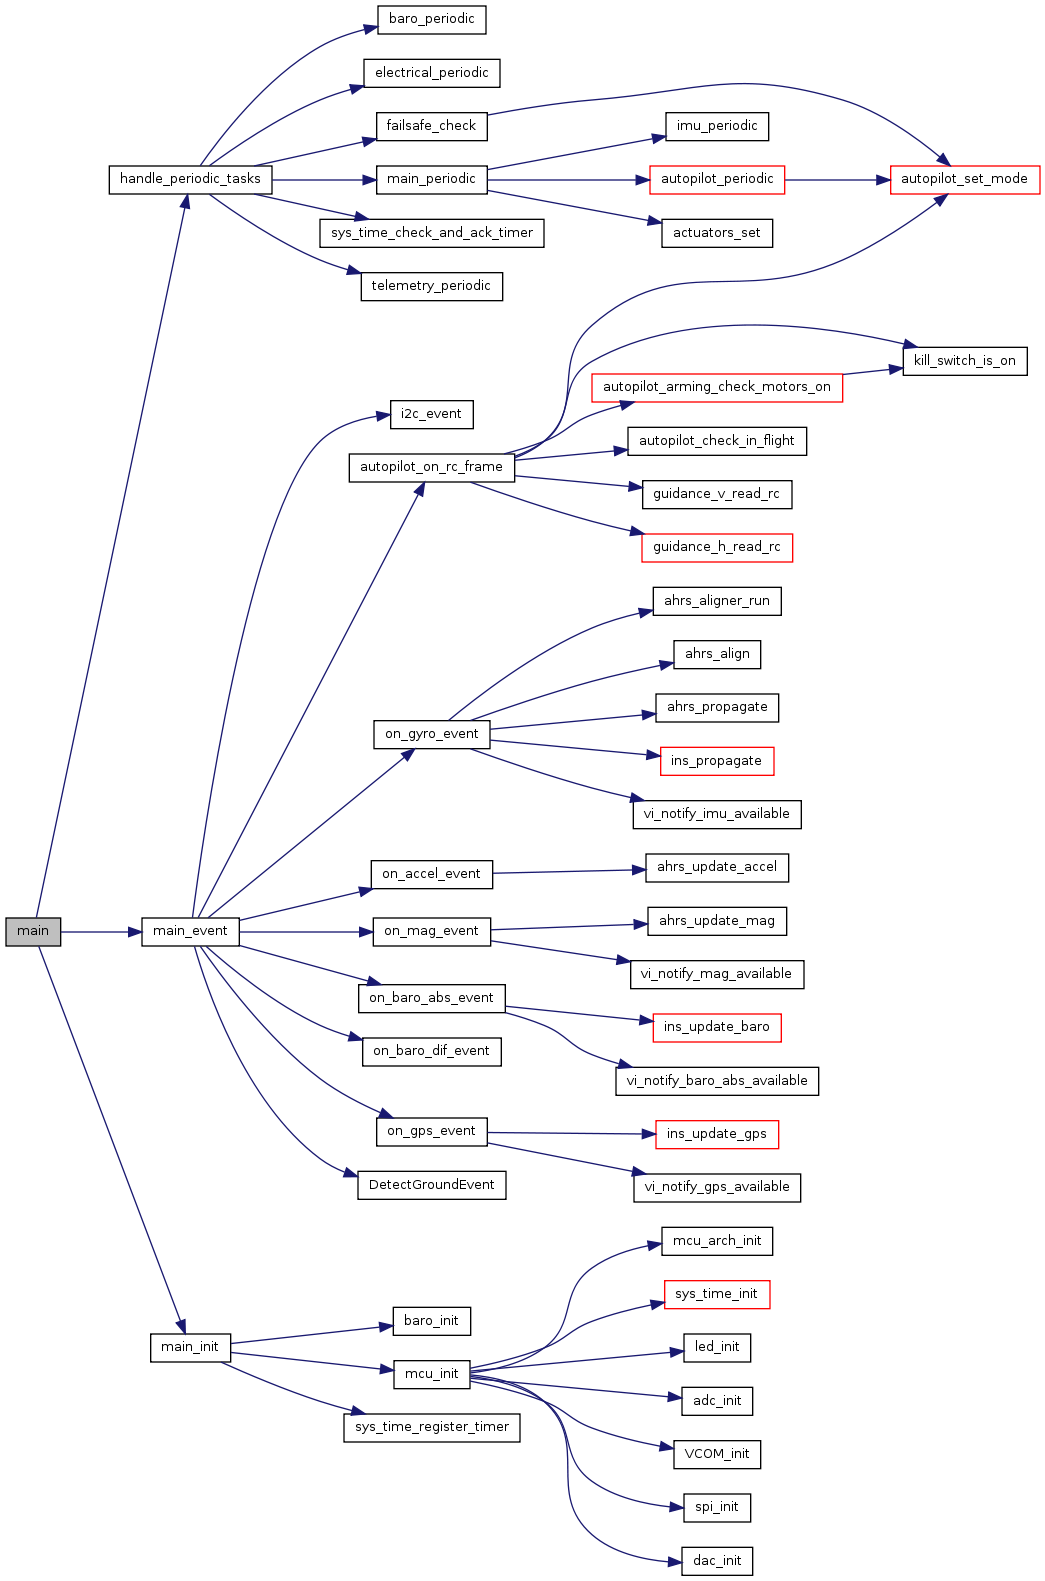 baro_periodic
electrical_periodic
failsafe_check
imu_periodic
handle_periodic_tasks
main_periodic
autopilot_periodic
autopilot_set_mode
sys_time_check_and_ack_timer
actuators_set
telemetry_periodic
kill_switch_is_on
autopilot_arming_check_motors_on
i2c_event
autopilot_check_in_flight
autopilot_on_rc_frame
guidance_v_read_rc
guidance_h_read_rc
ahrs_aligner_run
ahrs_align
ahrs_propagate
on_gyro_event
ins_propagate
vi_notify_imu_available
on_accel_event
ahrs_update_accel
ahrs_update_mag
main
main_event
on_mag_event
vi_notify_mag_available
on_baro_abs_event
ins_update_baro
on_baro_dif_event
vi_notify_baro_abs_available
on_gps_event
ins_update_gps
DetectGroundEvent
vi_notify_gps_available
mcu_arch_init
sys_time_init
baro_init
main_init
led_init
mcu_init
adc_init
sys_time_register_timer
VCOM_init
spi_init
dac_init